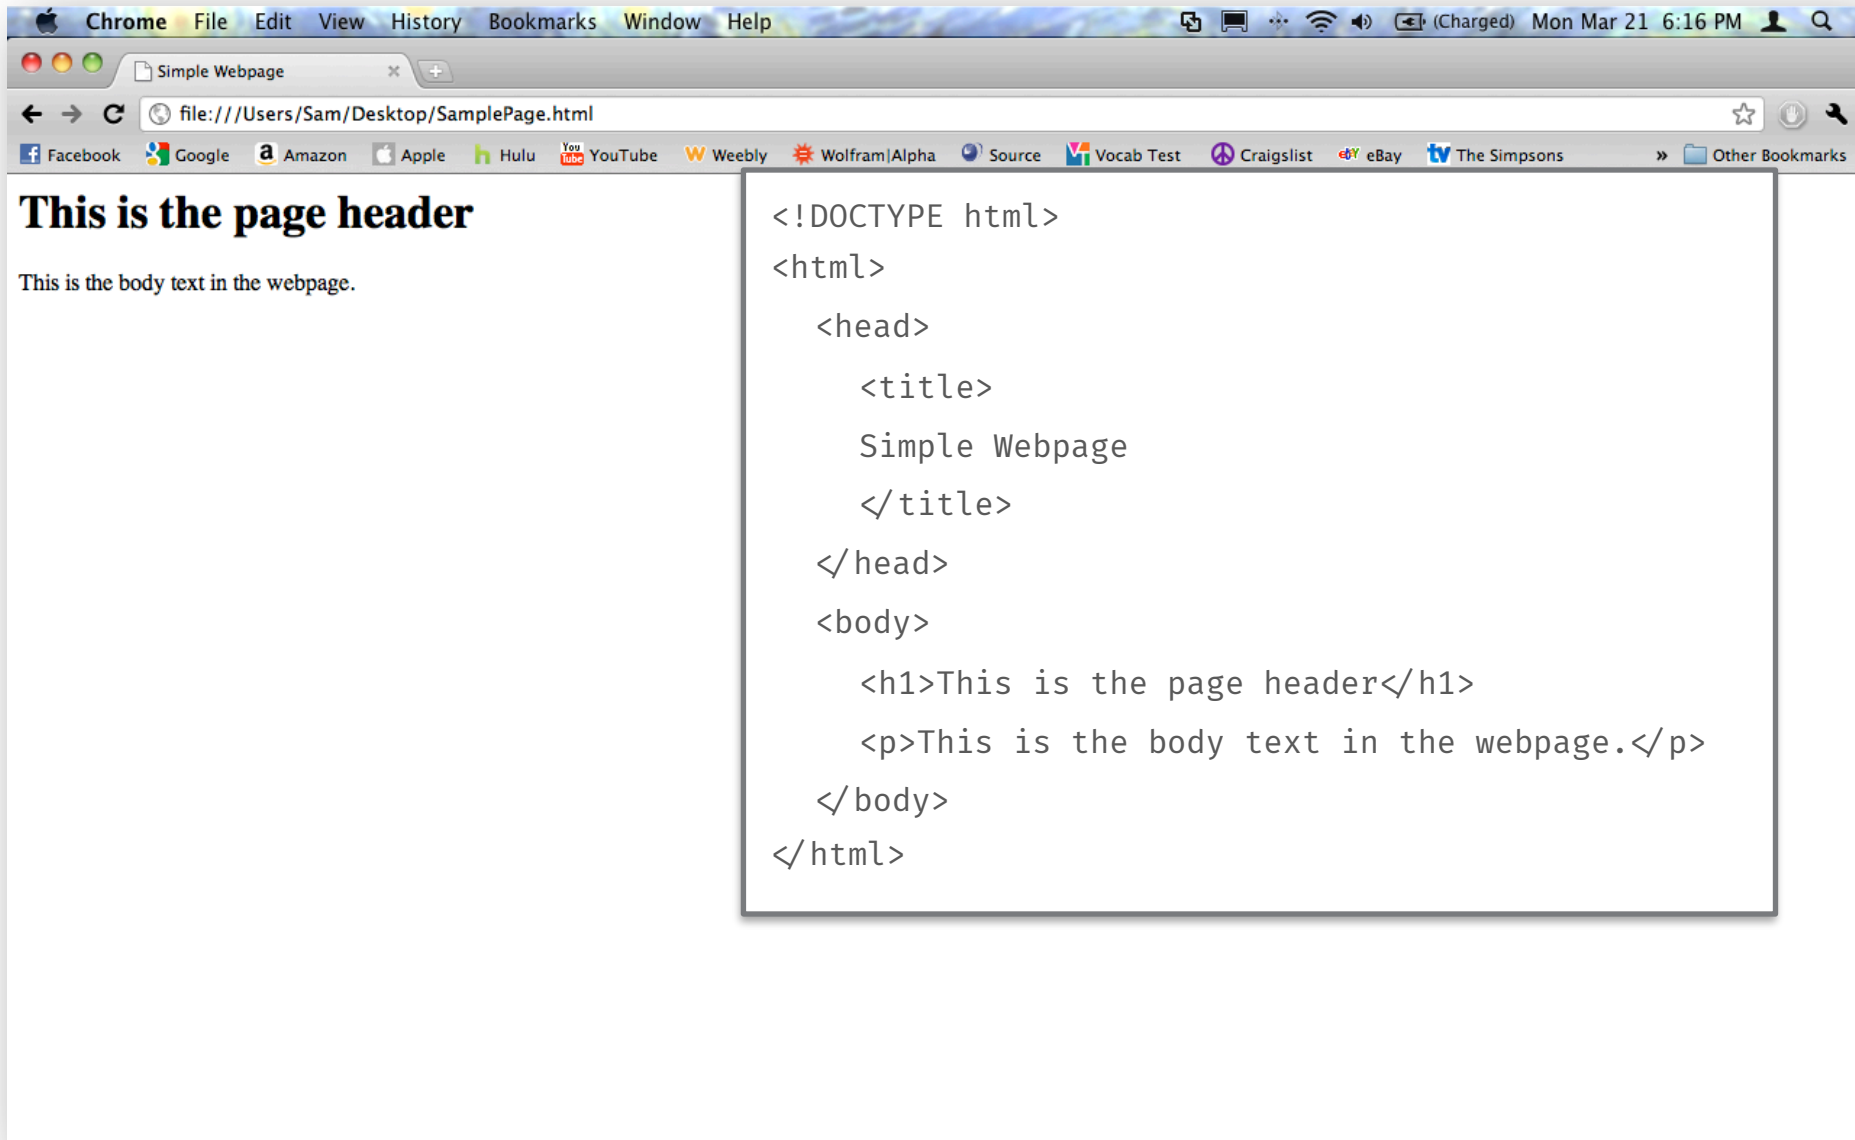 Chrome File Edit View History Bookmarks Window Help (Charged) Mon Mar 21 6:16 PM
Simple Webpage
file:///Users/Sam/Desktop/SamplePage.html
Facebook Google Amazon Apple Hulu YouTube Weebly Wolfram|Alpha Source Vocab Test Craigslist eBay The Simpsons » Other Bookmarks
This is the page header
This is the body text in the webpage.
<!DOCTYPE html>
<html>
<head>
<title>
Simple Webpage
</title>
</head>
<body>
<h1>This is the page header</h1>
<p>This is the body text in the webpage.</p>
</body>
</html>